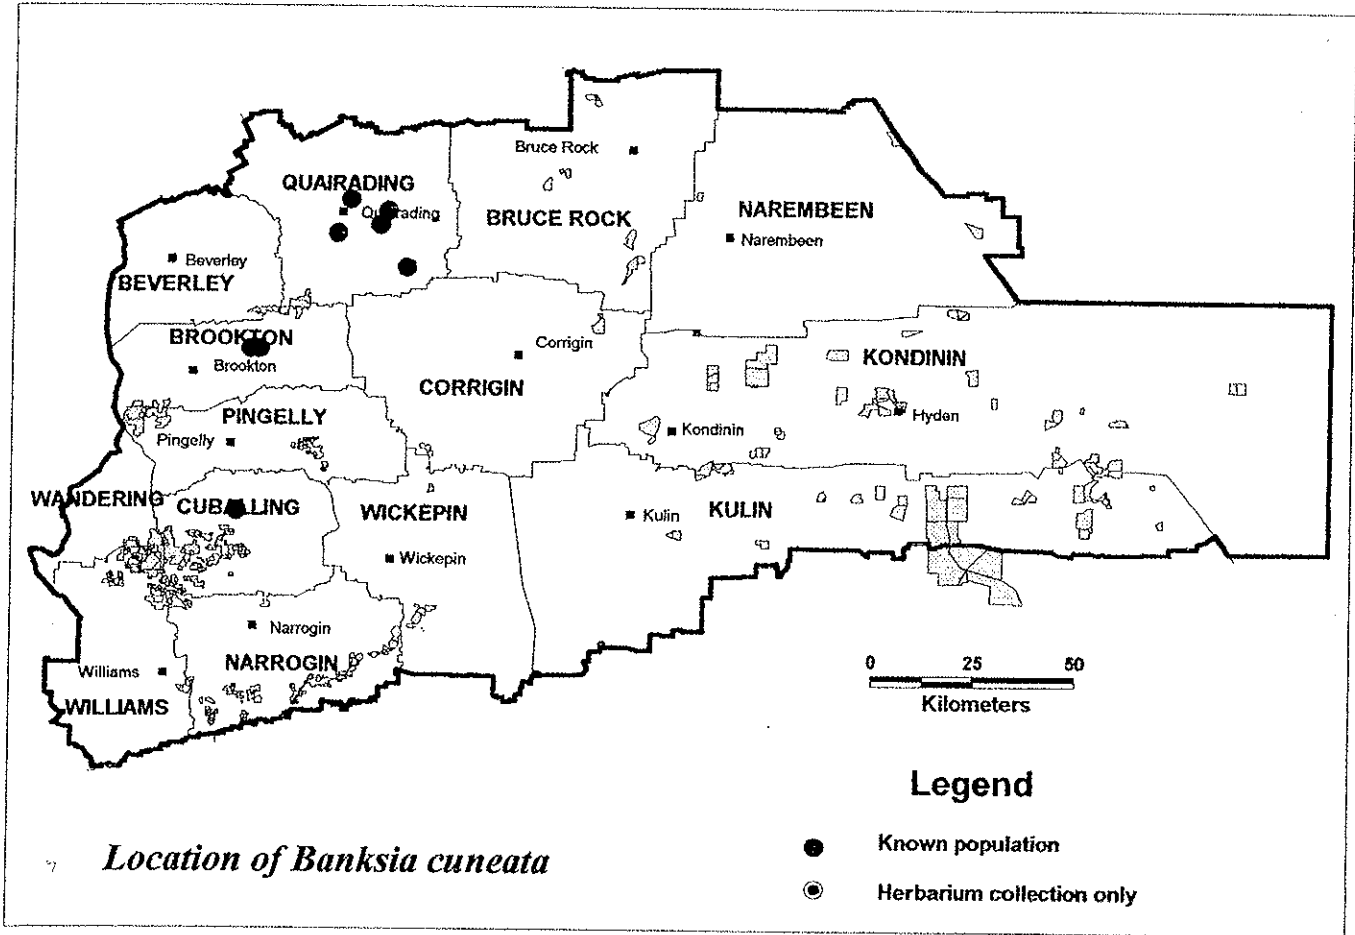 Bruce Rock
QUAIRADING
Quairading
BRUCE ROCK
NAREMBEEN
Narembeen
Beverley
BEVERLEY
BROOKTON
Brookton
Corrigin
CORRIGIN
KONDININ
Hyden
PINGELLY
Pingelly
Kondinin
WANDERING
CUBALLING
WICKEPIN
Kulin
KULIN
Wickepin
Narrogin
NARROGIN
Williams
WILLIAMS
0 25 50
Kilometers
Legend
Known population
Herbarium collection only
Location of Banksia cuneata